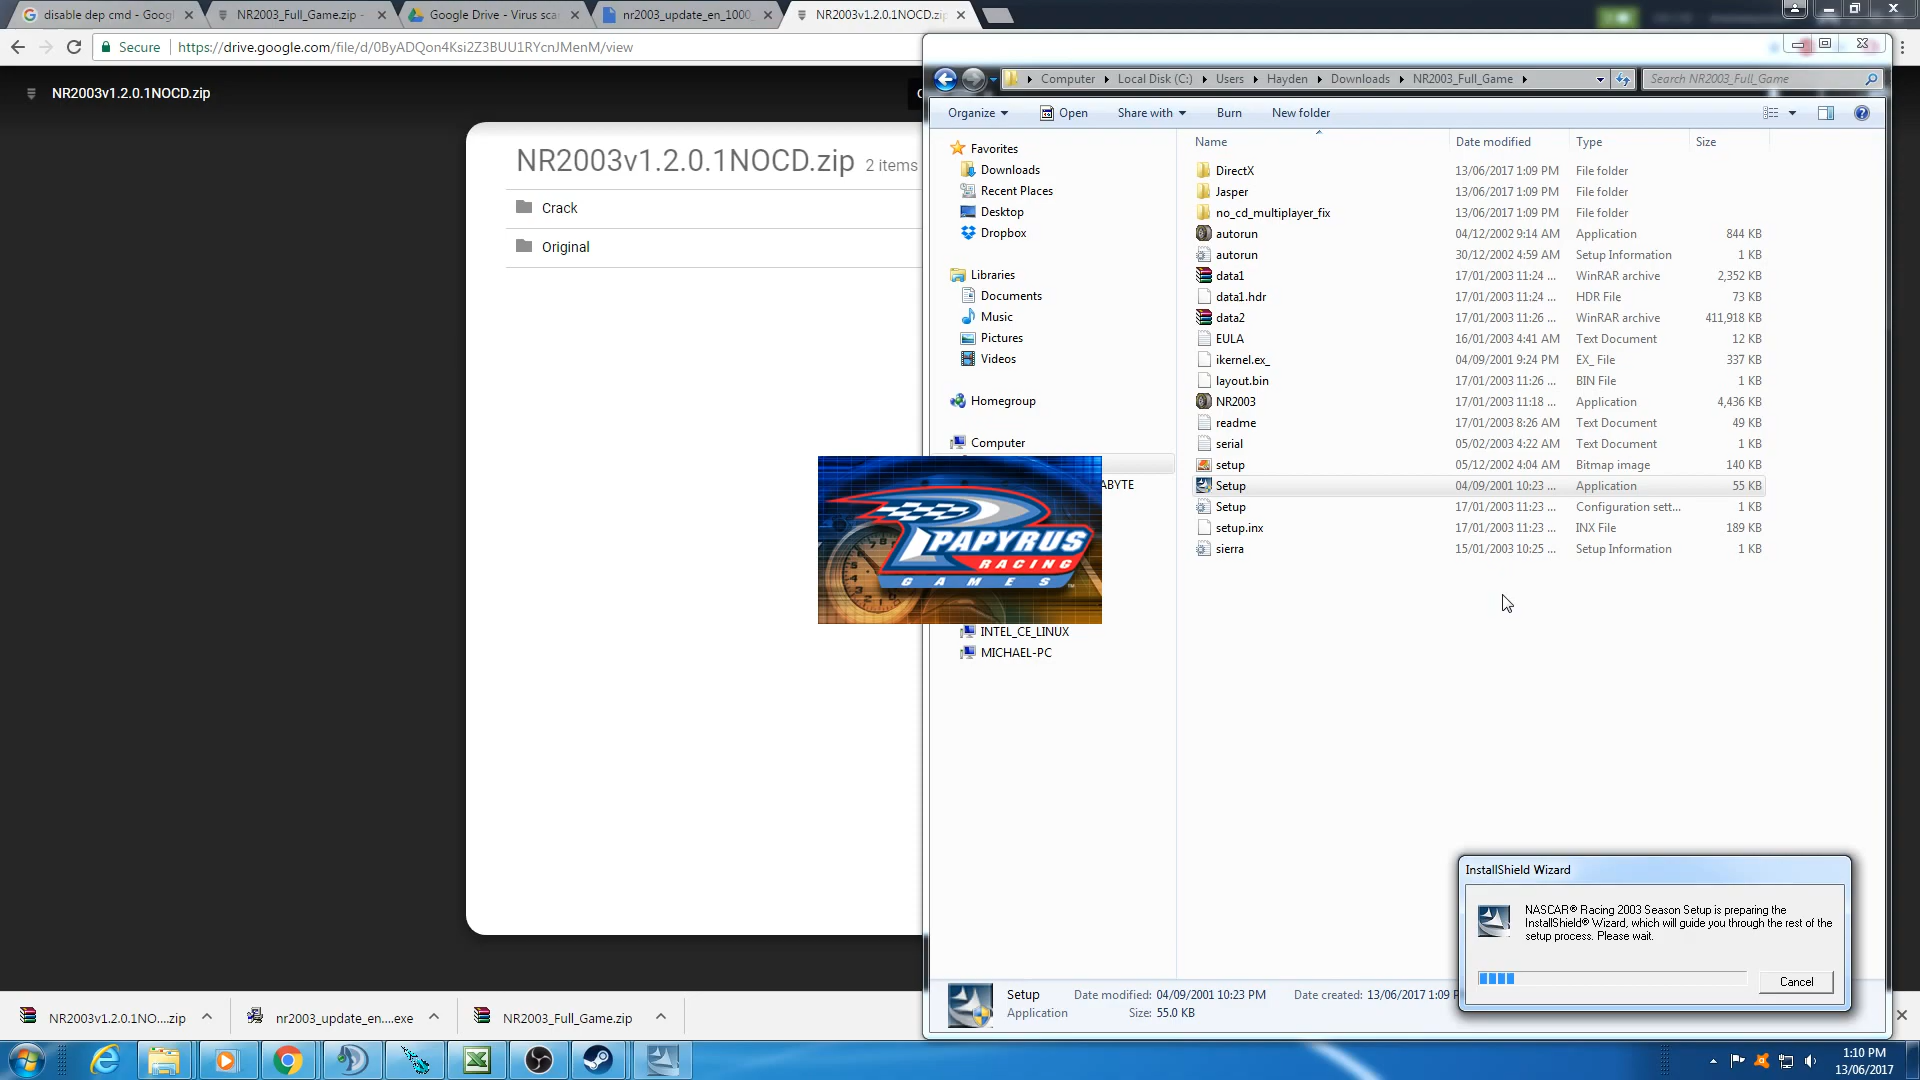 disable dep cmd - Googl
NR2003_Full_Game.zip -
Google Drive - Virus sca
nr2003_update_en_1000_
NR2003v1.2.0.1NOCD.zip
Secure
https://drive.google.com/file/d/0ByADQon4Ksi2Z3BUU1RYcnJMenM/view
NR2003v1.2.0.1NOCD.zip
NR2003v1.2.0.1NOCD.zip 2 items
Crack
Original
Computer Local Disk (C:) Users Hayden Downloads NR2003_Full_Game
Search NR2003_Full_Game
Organize Open Share with Burn New folder
Favorites
Downloads
Recent Places
Desktop
Dropbox
Libraries
Documents
Music
Pictures
Videos
Homegroup
Computer
ABYTE
INTEL_CE_LINUX
MICHAEL-PC
Name Date modified Type Size
DirectX 13/06/2017 1:09 PM File folder
Jasper 13/06/2017 1:09 PM File folder
no_cd_multiplayer_fix 13/06/2017 1:09 PM File folder
autorun 04/12/2002 9:14 AM Application 844 KB
autorun 30/12/2002 4:59 AM Setup Information 1 KB
data1 17/01/2003 11:24 ... WinRAR archive 2,352 KB
data1.hdr 17/01/2003 11:24 ... HDR File 73 KB
data2 17/01/2003 11:26 ... WinRAR archive 411,918 KB
EULA 16/01/2003 4:41 AM Text Document 12 KB
ikernel.ex_ 04/09/2001 9:24 PM EX_ File 337 KB
layout.bin 17/01/2003 11:26 ... BIN File 1 KB
NR2003 17/01/2003 11:18 ... Application 4,436 KB
readme 17/01/2003 8:26 AM Text Document 49 KB
serial 05/02/2003 4:22 AM Text Document 1 KB
setup 05/12/2002 4:04 AM Bitmap image 140 KB
Setup 04/09/2001 10:23 ... Application 55 KB
Setup 17/01/2003 11:23 ... Configuration sett... 1 KB
setup.inx 17/01/2003 11:23 ... INX File 189 KB
sierra 15/01/2003 10:25 ... Setup Information 1 KB
PAPYRUS
RACING
GAMES™
InstallShield Wizard
NASCAR® Racing 2003 Season Setup is preparing the
InstallShield® Wizard, which will guide you through the rest of the
setup process. Please wait.
Cancel
Setup Date modified: 04/09/2001 10:23 PM Date created: 13/06/2017 1:09 P
Application Size: 55.0 KB
NR2003v1.2.0.1NO....zip
nr2003_update_en....exe
NR2003_Full_Game.zip
1:10 PM
13/06/2017